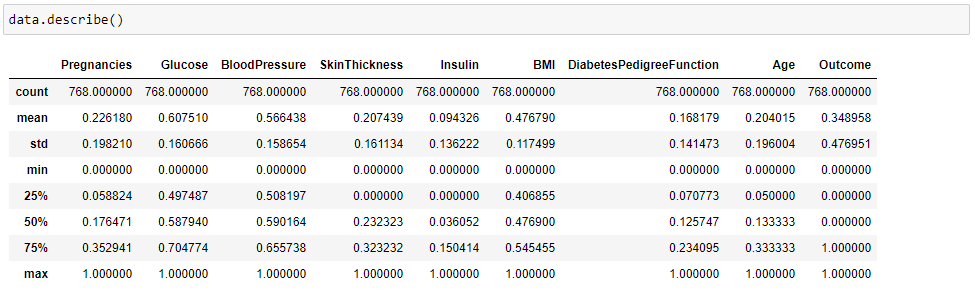 data.describe()
Pregnancies Glucose BloodPressure SkinThickness Insulin BMI DiabetesPedigreeFunction Age Outcome
count 768.000000 768.000000 768.000000 768.000000 768.000000 768.000000 768.000000 768.000000 768.000000
mean 0.226180 0.607510 0.566438 0.207439 0.094326 0.476790 0.168179 0.204015 0.348958
std 0.198210 0.160666 0.158654 0.161134 0.136222 0.117499 0.141473 0.196004 0.476951
min 0.000000 0.000000 0.000000 0.000000 0.000000 0.000000 0.000000 0.000000 0.000000
25% 0.058824 0.497487 0.508197 0.000000 0.000000 0.406855 0.070773 0.050000 0.000000
50% 0.176471 0.587940 0.590164 0.232323 0.036052 0.476900 0.125747 0.133333 0.000000
75% 0.352941 0.704774 0.655738 0.323232 0.150414 0.545455 0.234095 0.333333 1.000000
max 1.000000 1.000000 1.000000 1.000000 1.000000 1.000000 1.000000 1.000000 1.000000